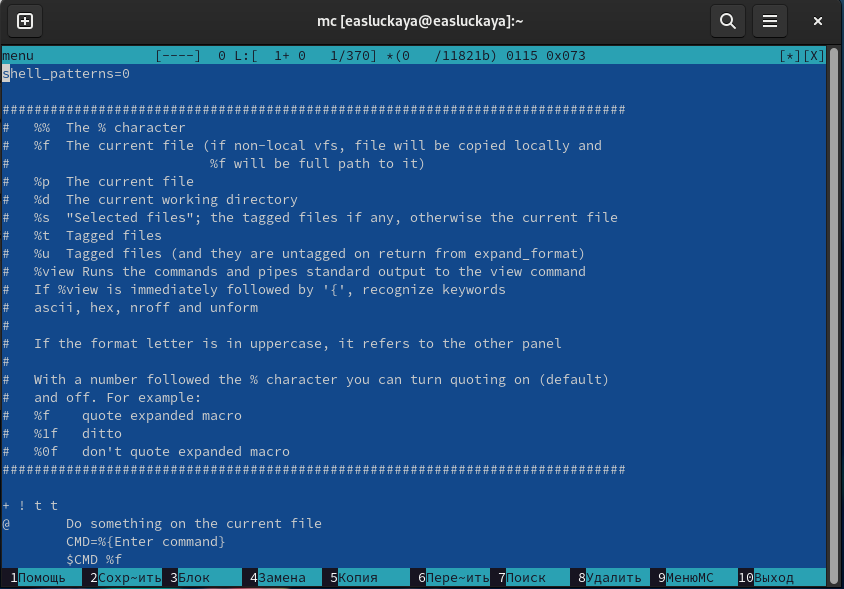 mc [easluckaya@easluckaya]:~
menu [----] 0 L:[ 1+ 0 1/370] *(0 /11821b) 0115 0x073 [*][X]
shell_patterns=0
##############################################################################
# %% The % character
# %f The current file (if non-local vfs, file will be copied locally and
# %f will be full path to it)
# %p The current file
# %d The current working directory
# %s "Selected files"; the tagged files if any, otherwise the current file
# %t Tagged files
# %u Tagged files (and they are untagged on return from expand_format)
# %view Runs the commands and pipes standard output to the view command
# If %view is immediately followed by '{', recognize keywords
# ascii, hex, nroff and unform
#
# If the format letter is in uppercase, it refers to the other panel
#
# With a number followed the % character you can turn quoting on (default)
# and off. For example:
# %f quote expanded macro
# %1f ditto
# %0f don't quote expanded macro
##############################################################################
+ ! t t
@ Do something on the current file
CMD=%{Enter command}
$CMD %f
1Помощь 2Сохр~ить 3Блок 4Замена 5Копия 6Пере~ить 7Поиск 8Удалить 9МенюMC 10Выход